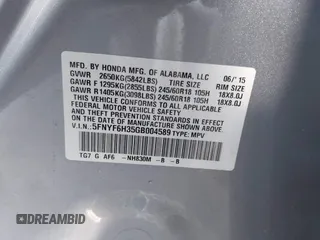 MFD. BY HONDA MFG. OF ALABAMA, LLC 06/'15
GVWR 2650KG(5842LBS) TIRE SIZE RIM SIZE
GAWR F 1295KG(2855LBS) 245/60R18 105H 18X8.0J
GAWR R 1405KG(3098LBS) 245/60R18 105H 18X8.0J
THIS VEHICLE CONFORMS TO ALL APPLICABLE
FEDERAL MOTOR VEHICLE SAFETY AND THEFT
PREVENTION STANDARDS IN EFFECT ON THE DATE
OF MANUFACTURE SHOWN ABOVE.
V.I.N.: 5FNYF6H35GB004589 TYPE: MPV
TG7 G AF6 -NH830M -B -B
AUTOBIDMASTER